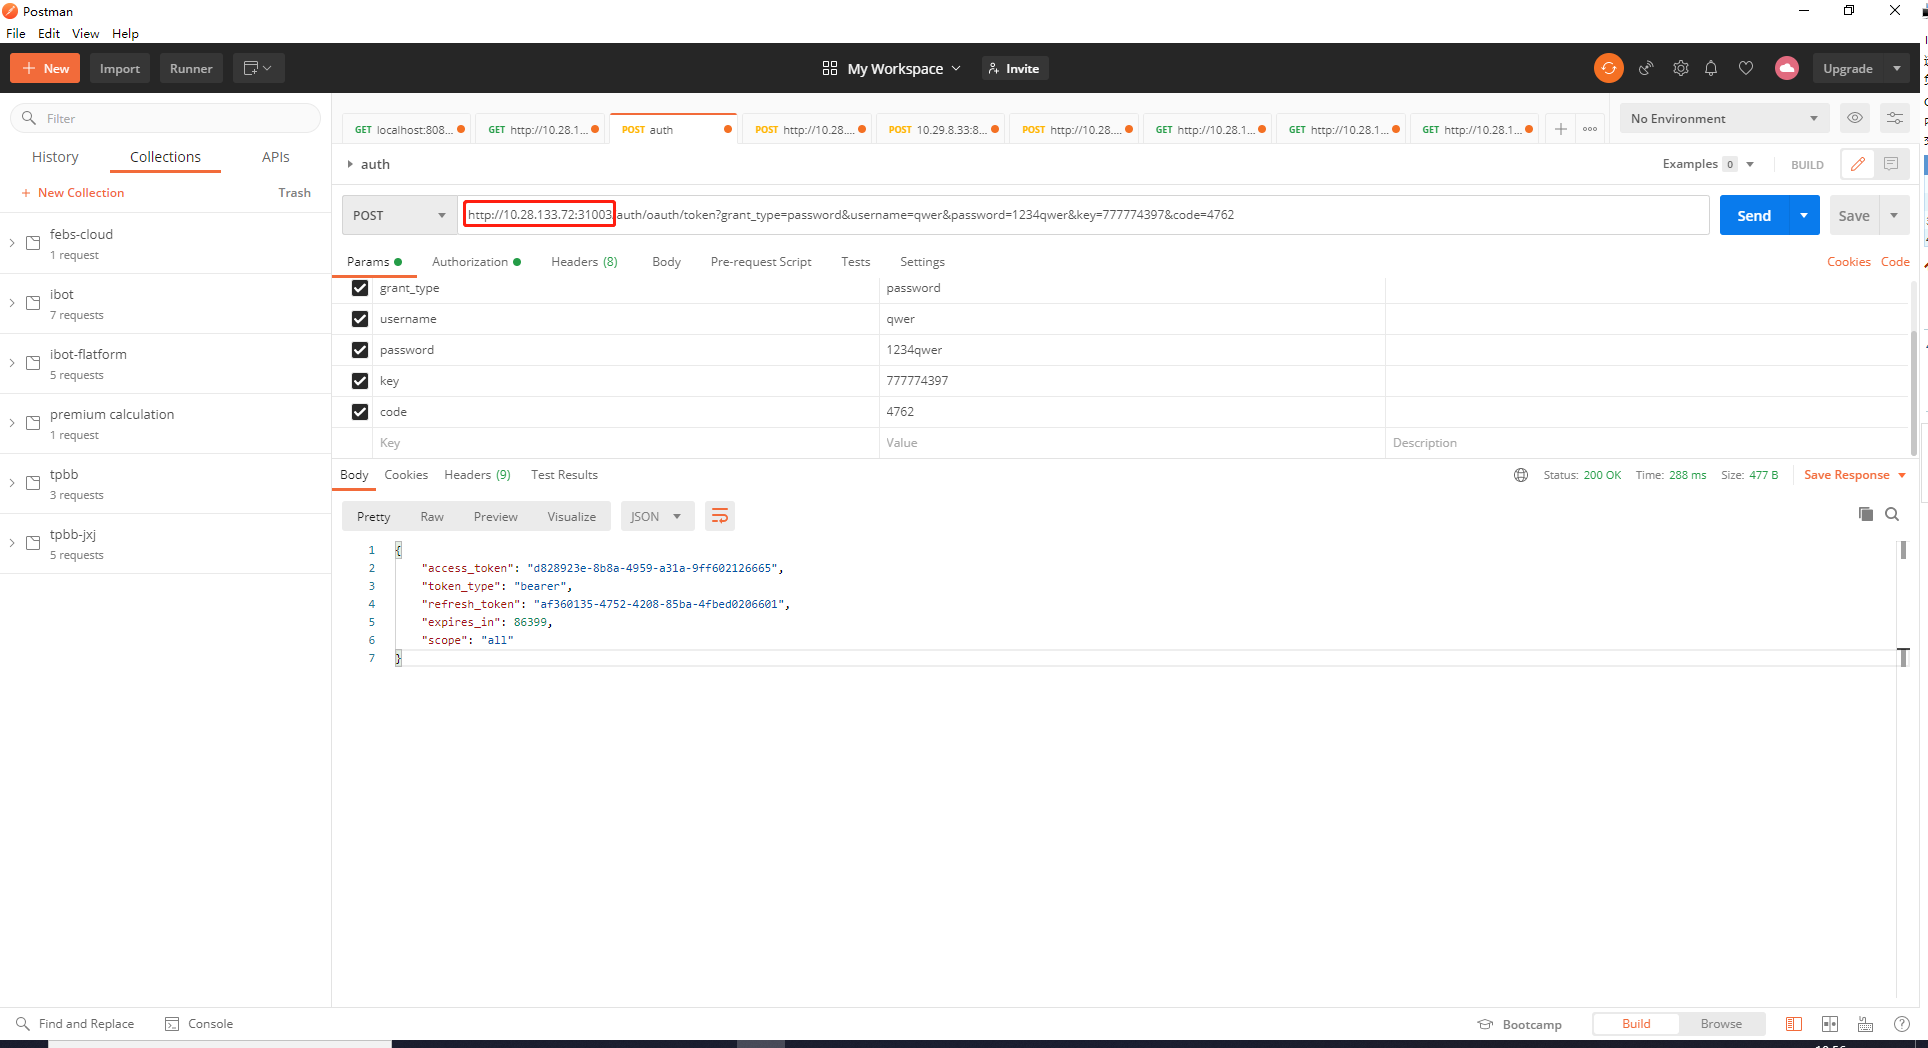 Postman
File Edit View Help
+ New Import Runner
My Workspace Invite
Upgrade
Filter
History Collections APIs
+ New Collection Trash
febs-cloud
1 request
ibot
7 requests
ibot-flatform
5 requests
premium calculation
1 request
tpbb
3 requests
tpbb-jxj
5 requests
GET localhost:808... GET http://10.28.1... POST auth POST http://10.28.... POST 10.29.8.33:8... POST http://10.28.... GET http://10.28.1... GET http://10.28.1... GET http://10.28.1...
No Environment
auth
Examples 0 BUILD
POST http://10.28.133.72:31003/auth/oauth/token?grant_type=password&username=qwer&password=1234qwer&key=777774397&code=4762
Send Save
Params Authorization Headers (8) Body Pre-request Script Tests Settings Cookies Code
grant_type password
username qwer
password 1234qwer
key 777774397
code 4762
Key Value Description
Body Cookies Headers (9) Test Results Status: 200 OK Time: 288 ms Size: 477 B Save Response
Pretty Raw Preview Visualize JSON
1 {
2 "access_token": "d828923e-8b8a-4959-a31a-9ff602126665",
3 "token_type": "bearer",
4 "refresh_token": "af360135-4752-4208-85ba-4fbed0206601",
5 "expires_in": 86399,
6 "scope": "all"
7 }
Find and Replace Console Bootcamp Build Browse